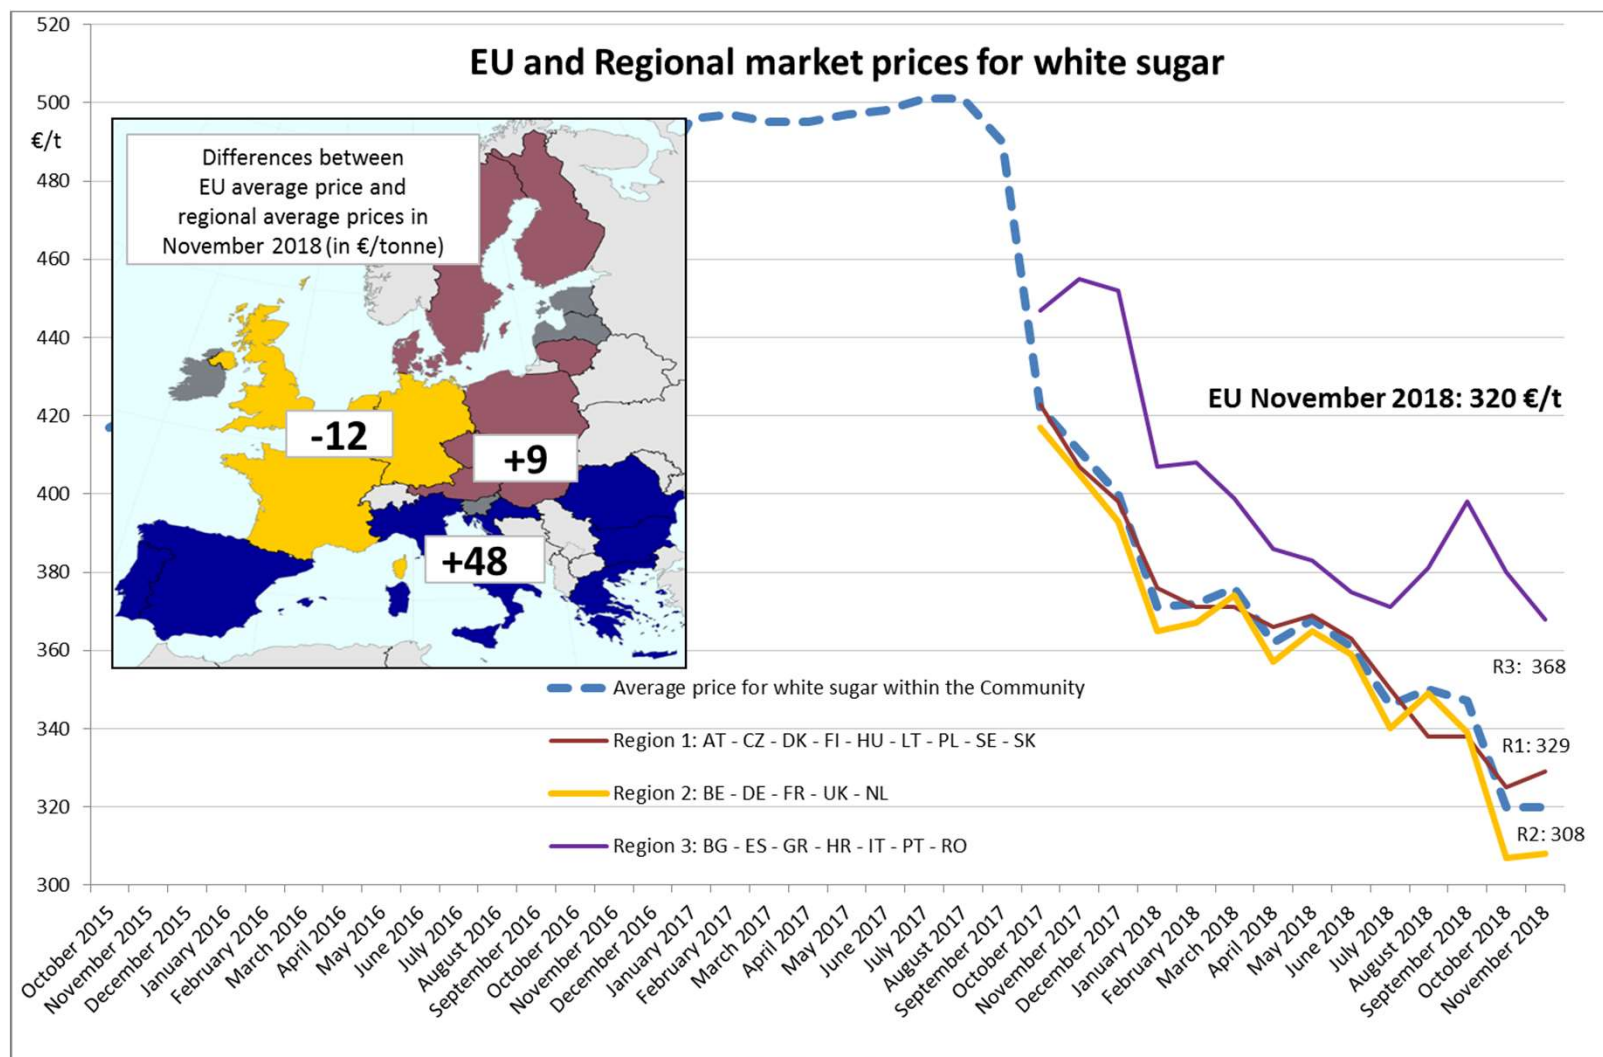 EU and Regional market prices for white sugar
520
500
€/t
480
460
440
420
400
380
360
340
320
300
Differences between
EU average price and
regional average prices in
November 2018 (in €/tonne)
-12
+9
+48
EU November 2018: 320 €/t
R3: 368
R1: 329
R2: 308
Average price for white sugar within the Community
Region 1: AT - CZ - DK - FI - HU - LT - PL - SE - SK
Region 2: BE - DE - FR - UK - NL
Region 3: BG - ES - GR - HR - IT - PT - RO
October 2015
November 2015
December 2015
January 2016
February 2016
March 2016
April 2016
May 2016
June 2016
July 2016
August 2016
September 2016
October 2016
November 2016
December 2016
January 2017
February 2017
March 2017
April 2017
May 2017
June 2017
July 2017
August 2017
September 2017
October 2017
November 2017
December 2017
January 2018
February 2018
March 2018
April 2018
May 2018
June 2018
July 2018
August 2018
September 2018
October 2018
November 2018